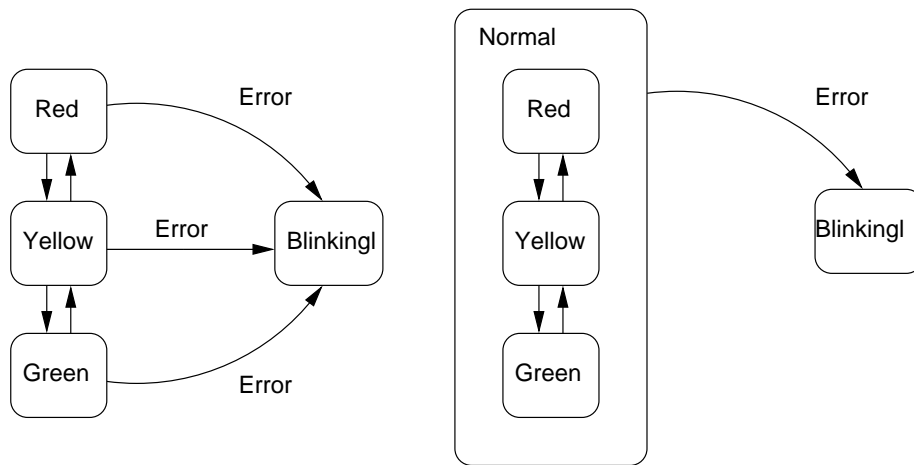 Red
Error
Yellow
Error
Blinkingl
Green
Error
Normal
Red
Error
Yellow
Blinkingl
Green